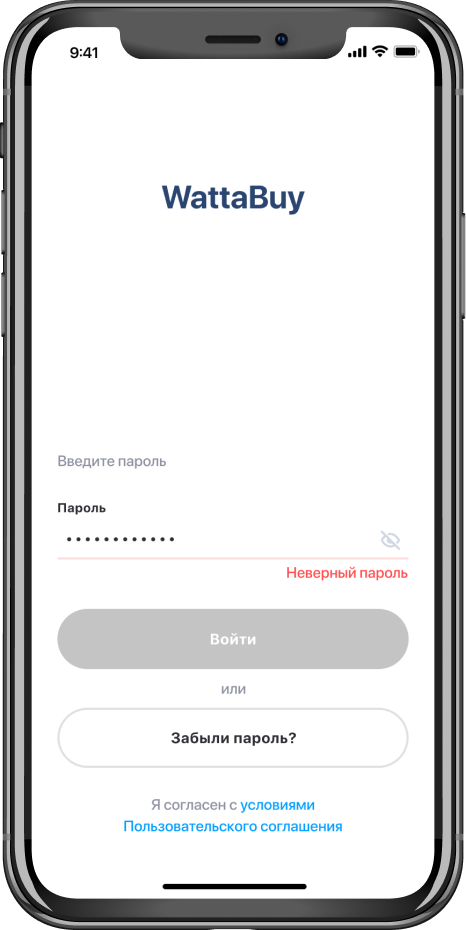 9:41
WattaBuy
Введите пароль
Пароль
••••••••••••
Неверный пароль
Войти
или
Забыли пароль?
Я согласен с условиями
Пользовательского соглашения